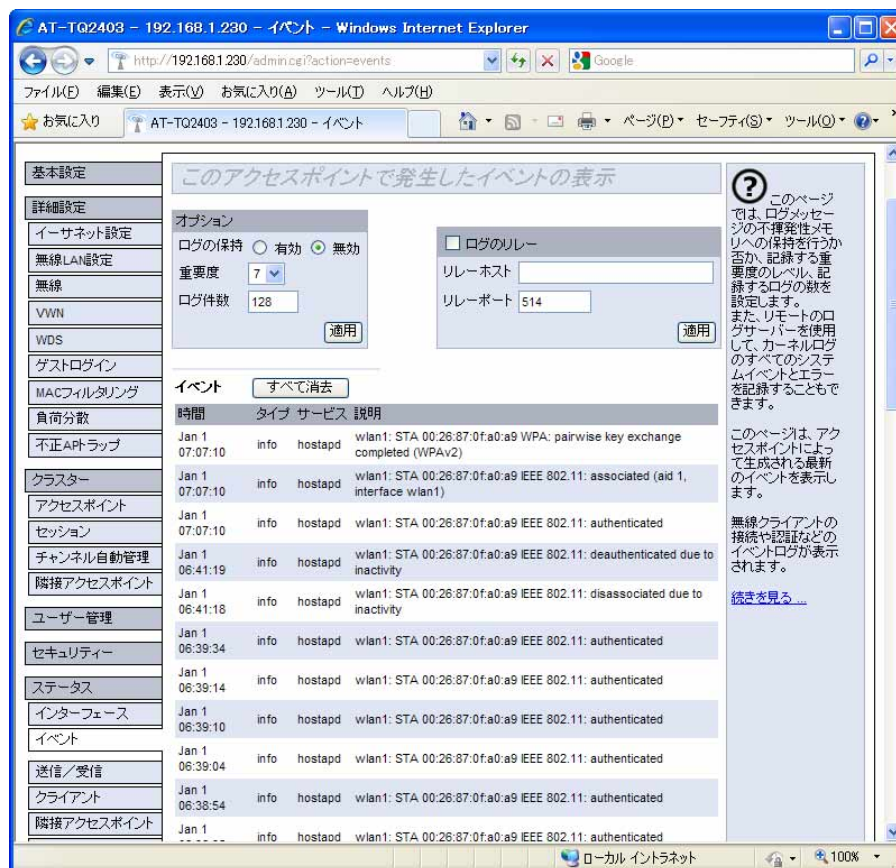 AT-TQ2403 - 192.168.1.230 - イベント - Windows Internet Explorer
http://192.168.1.230/admin.cgi?action=events
Google
ファイル(F) 編集(E) 表示(V) お気に入り(A) ツール(T) ヘルプ(H)
お気に入り
AT-TQ2403 - 192.168.1.230 - イベント
ページ(P) セーフティ(S) ツール(O)
基本設定
詳細設定
イーサネット設定
無線LAN設定
無線
VWN
WDS
ゲストログイン
MACフィルタリング
負荷分散
不正APトラップ
クラスター
アクセスポイント
セッション
チャンネル自動管理
隣接アクセスポイント
ユーザー管理
セキュリティー
ステータス
インターフェース
イベント
送信／受信
クライアント
隣接アクセスポイント
このアクセスポイントで発生したイベントの表示
オプション
ログの保持 有効 無効
重要度 7
ログ件数 128
適用
ログのリレー
リレーホスト
リレーポート 514
適用
イベント すべて消去
時間 タイプ サービス 説明
Jan 1
07:07:10 info hostapd wlan1: STA 00:26:87:0f:a0:a9 WPA: pairwise key exchange
completed (WPAv2)
Jan 1
07:07:10 info hostapd wlan1: STA 00:26:87:0f:a0:a9 IEEE 802.11: associated (aid 1,
interface wlan1)
Jan 1
07:07:10 info hostapd wlan1: STA 00:26:87:0f:a0:a9 IEEE 802.11: authenticated
Jan 1
06:41:19 info hostapd wlan1: STA 00:26:87:0f:a0:a9 IEEE 802.11: deauthenticated due to
inactivity
Jan 1
06:41:18 info hostapd wlan1: STA 00:26:87:0f:a0:a9 IEEE 802.11: disassociated due to
inactivity
Jan 1
06:39:34 info hostapd wlan1: STA 00:26:87:0f:a0:a9 IEEE 802.11: authenticated
Jan 1
06:39:14 info hostapd wlan1: STA 00:26:87:0f:a0:a9 IEEE 802.11: authenticated
Jan 1
06:39:10 info hostapd wlan1: STA 00:26:87:0f:a0:a9 IEEE 802.11: authenticated
Jan 1
06:39:04 info hostapd wlan1: STA 00:26:87:0f:a0:a9 IEEE 802.11: authenticated
Jan 1
06:38:54 info hostapd wlan1: STA 00:26:87:0f:a0:a9 IEEE 802.11: authenticated
Jan 1
info hostapd wlan1: STA 00:26:87:0f:a0:a9 IEEE 802.11: authenticated
このページ
では、ログメッセー
ジの不揮発性メモ
リへの保持を行うか
否か、記録する重
要度のレベル、記
録するログの数を
設定します。
また、リモートのロ
グサーバーを使用
して、カーネルログ
のすべてのシステ
ムイベントとエラー
を記録することもで
きます。
このページは、アク
セスポイントによっ
て生成される最新
のイベントを表示し
ます。
無線クライアントの
接続や認証などの
イベントログが表示
されます。
続きを見る ...
ローカル イントラネット
100%